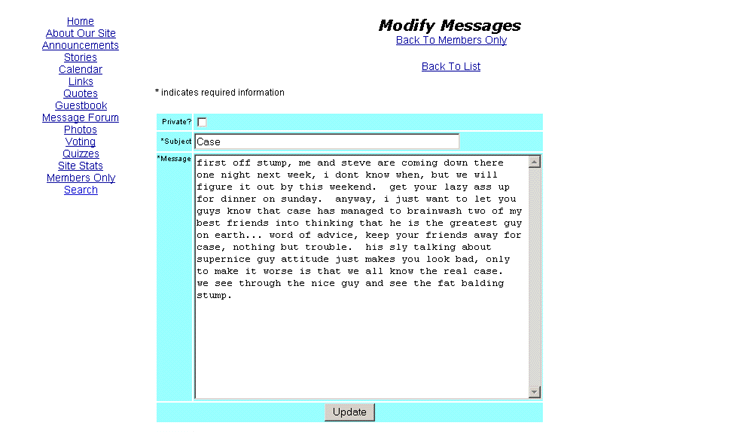 Home
About Our Site
Announcements
Stories
Calendar
Links
Quotes
Guestbook
Message Forum
Photos
Voting
Quizzes
Site Stats
Members Only
Search
Modify Messages
Back To Members Only
Back To List
* indicates required information
Private?
*Subject Case
*Message
first off stump, me and steve are coming down there
one night next week, i dont know when, but we will
figure it out by this weekend. get your lazy ass up
for dinner on sunday. anyway, i just want to let you
guys know that case has managed to brainwash two of my
best friends into thinking that he is the greatest guy
on earth... word of advice, keep your friends away for
case, nothing but trouble. his sly talking about
supernice guy attitude just makes you look bad, only
to make it worse is that we all know the real case.
we see through the nice guy and see the fat balding
stump.
Update